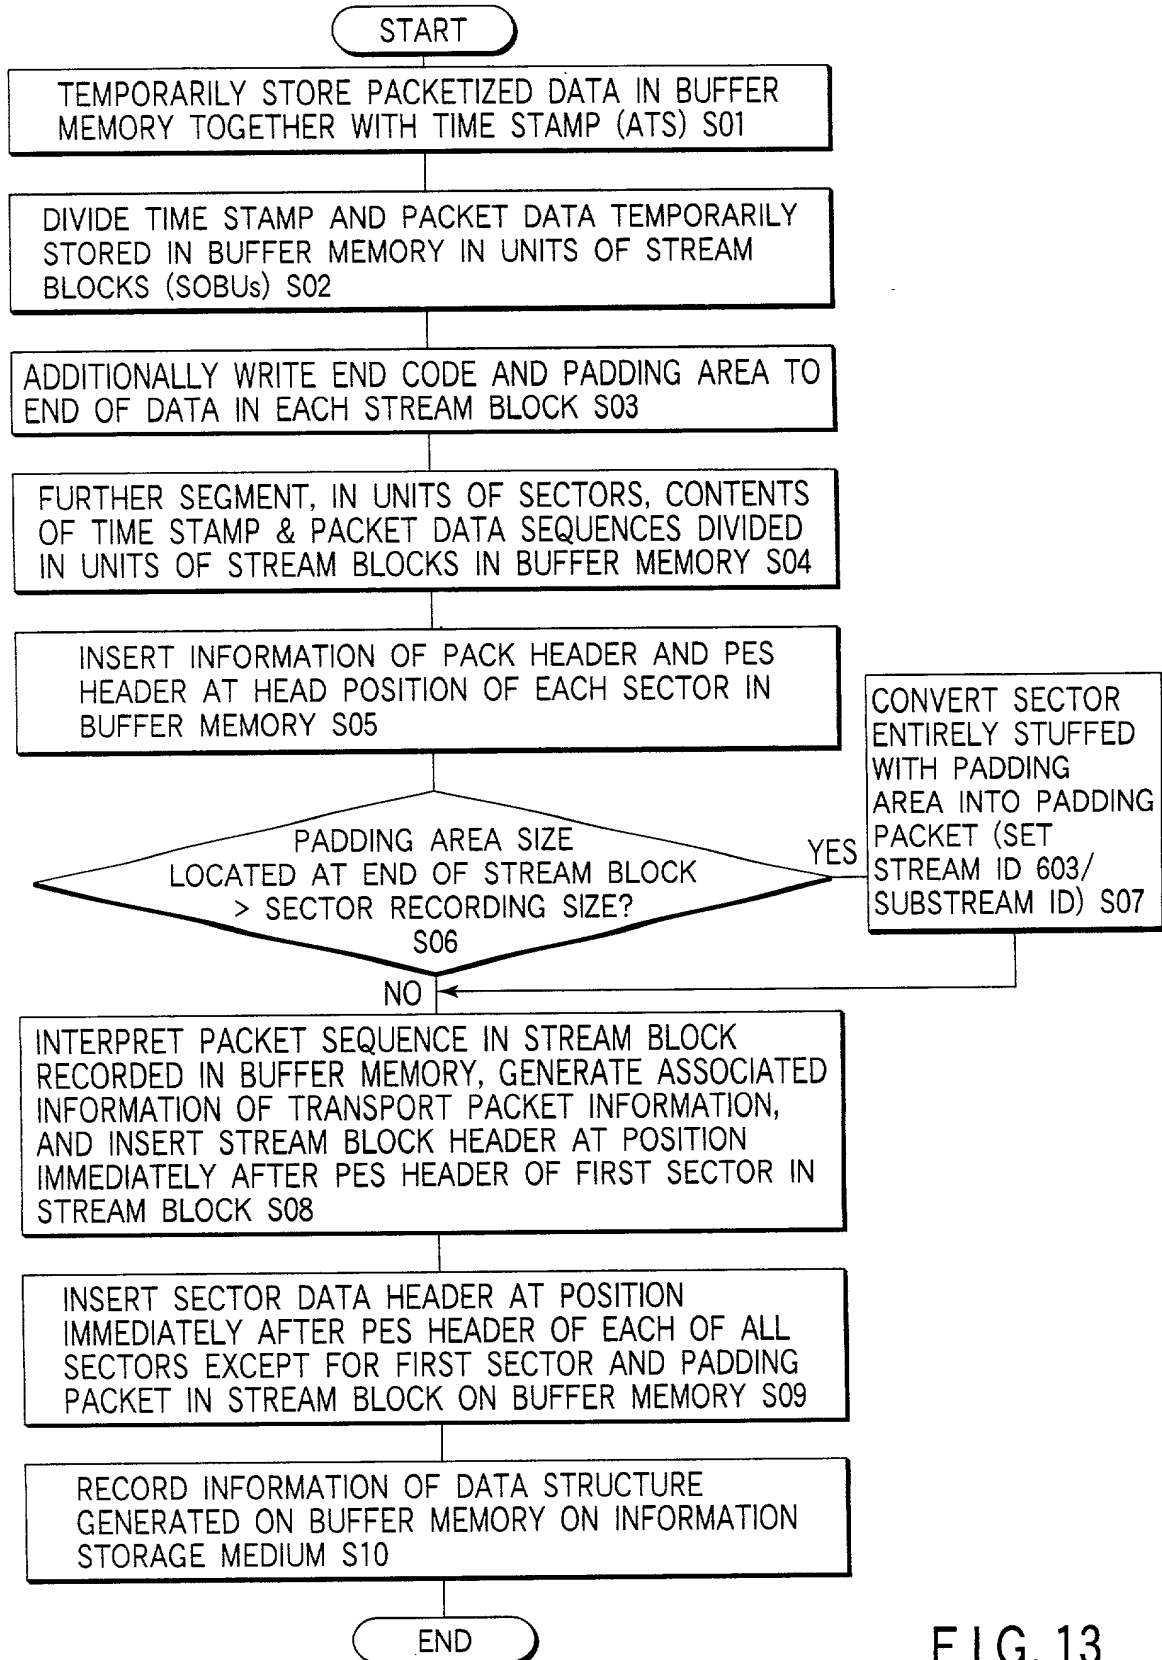 START
TEMPORARILY STORE PACKETIZED DATA IN BUFFER
MEMORY TOGETHER WITH TIME STAMP (ATS) S01
DIVIDE TIME STAMP AND PACKET DATA TEMPORARILY
STORED IN BUFFER MEMORY IN UNITS OF STREAM
BLOCKS (SOBUs) S02
ADDITIONALLY WRITE END CODE AND PADDING AREA TO
END OF DATA IN EACH STREAM BLOCK S03
FURTHER SEGMENT, IN UNITS OF SECTORS, CONTENTS
OF TIME STAMP & PACKET DATA SEQUENCES DIVIDED
IN UNITS OF STREAM BLOCKS IN BUFFER MEMORY S04
INSERT INFORMATION OF PACK HEADER AND PES
HEADER AT HEAD POSITION OF EACH SECTOR IN
BUFFER MEMORY S05
PADDING AREA SIZE
LOCATED AT END OF STREAM BLOCK
> SECTOR RECORDING SIZE?
S06
YES
CONVERT SECTOR
ENTIRELY STUFFED
WITH PADDING
AREA INTO PADDING
PACKET (SET
STREAM ID 603/
SUBSTREAM ID) S07
NO
INTERPRET PACKET SEQUENCE IN STREAM BLOCK
RECORDED IN BUFFER MEMORY, GENERATE ASSOCIATED
INFORMATION OF TRANSPORT PACKET INFORMATION,
AND INSERT STREAM BLOCK HEADER AT POSITION
IMMEDIATELY AFTER PES HEADER OF FIRST SECTOR IN
STREAM BLOCK S08
INSERT SECTOR DATA HEADER AT POSITION
IMMEDIATELY AFTER PES HEADER OF EACH OF ALL
SECTORS EXCEPT FOR FIRST SECTOR AND PADDING
PACKET IN STREAM BLOCK ON BUFFER MEMORY S09
RECORD INFORMATION OF DATA STRUCTURE
GENERATED ON BUFFER MEMORY ON INFORMATION
STORAGE MEDIUM S10
END
FIG. 13